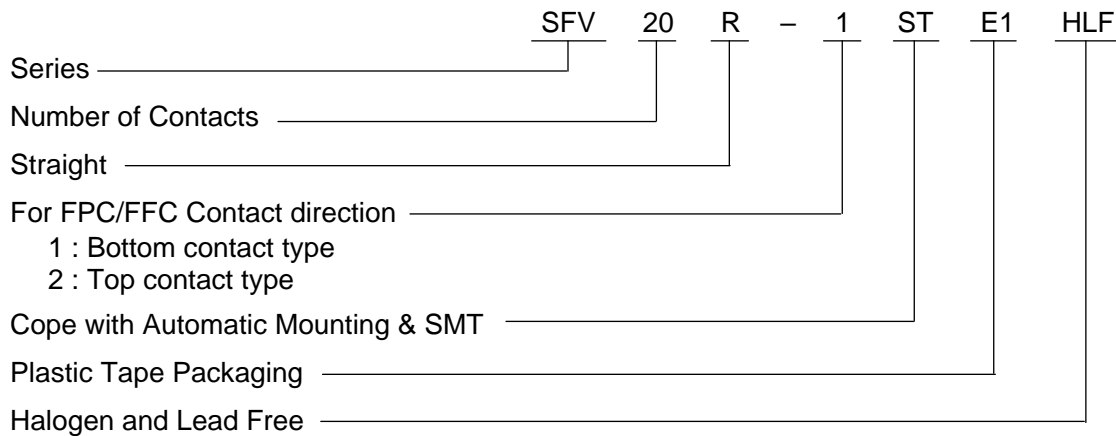 SFV 20 R – 1 ST E1 HLF
Series
Number of Contacts
Straight
For FPC/FFC Contact direction
1 : Bottom contact type
2 : Top contact type
Cope with Automatic Mounting & SMT
Plastic Tape Packaging
Halogen and Lead Free